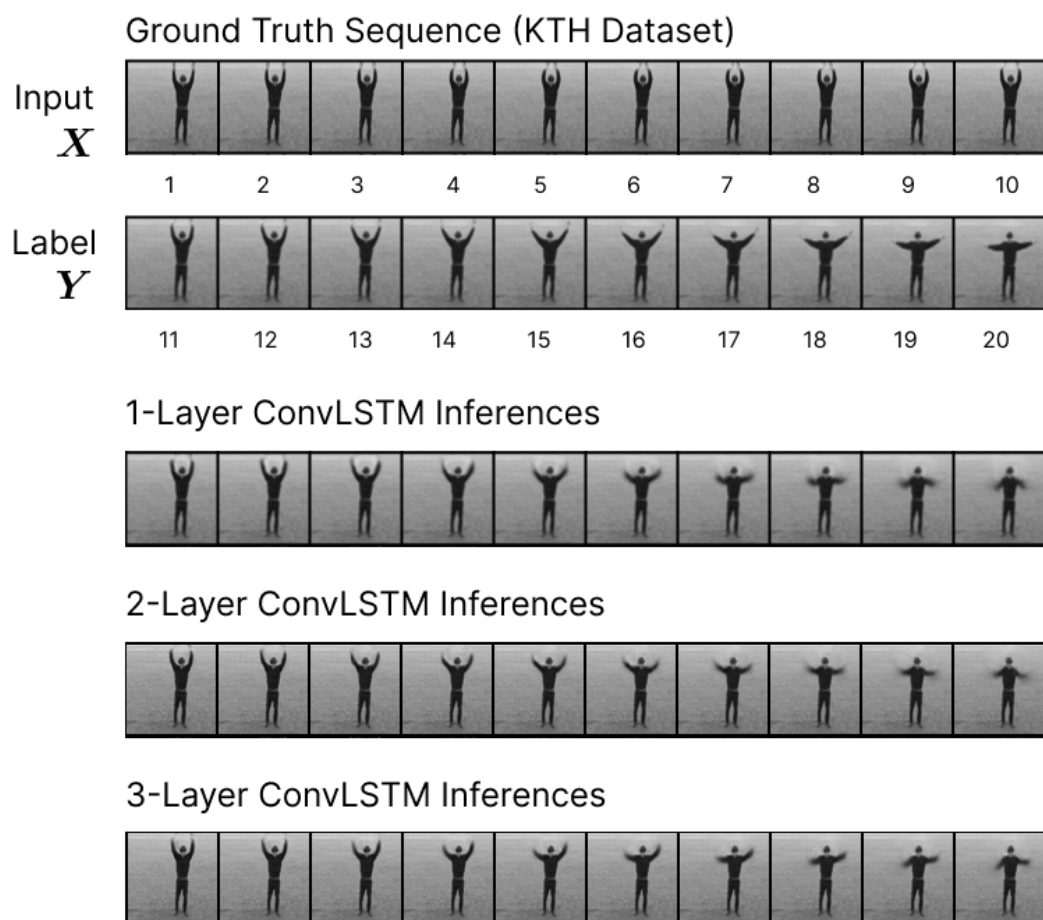 Ground Truth Sequence (KTH Dataset)
Input
X
1 2 3 4 5 6 7 8 9 10
Label
Y
11 12 13 14 15 16 17 18 19 20
1-Layer ConvLSTM Inferences
2-Layer ConvLSTM Inferences
3-Layer ConvLSTM Inferences